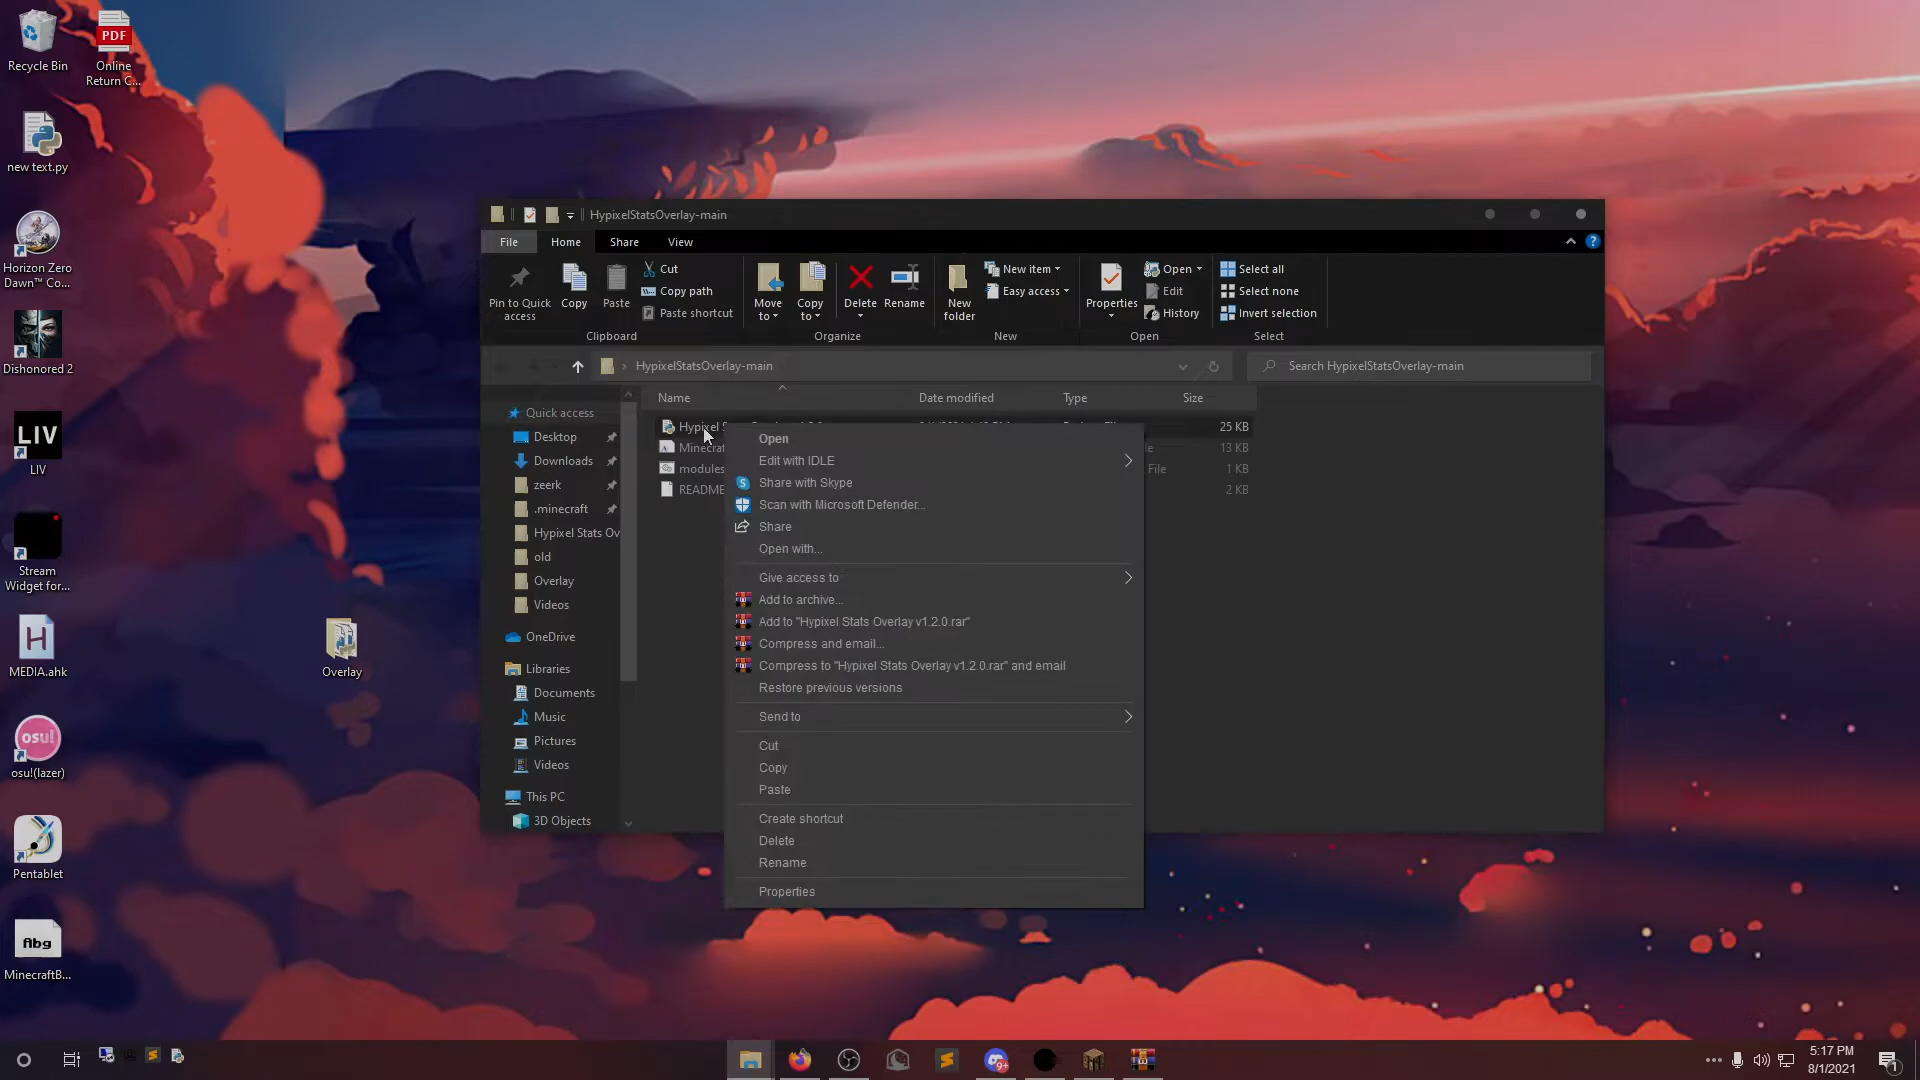 Recycle Bin
PDF
Online
Return C...
new text.py
Horizon Zero
Dawn™ Co...
Dishonored 2
LIV
LIV
Stream
Widget for...
H
MEDIA.ahk
osu!
osu!(lazer)
Pentablet
Abg
MinecraftB...
Overlay
HypixelStatsOverlay-main
File
Home
Share
View
Pin to Quick
access
Copy
Paste
Cut
Copy path
Paste shortcut
Clipboard
Move
to
Copy
to
Delete
Rename
Organize
New
folder
New item
Easy access
New
Properties
Open
Edit
History
Open
Select all
Select none
Invert selection
Select
HypixelStatsOverlay-main
Search HypixelStatsOverlay-main
Name
Date modified
Type
Size
Quick access
Desktop
Downloads
zeerk
.minecraft
Hypixel Stats Ov
old
Overlay
Videos
OneDrive
Libraries
Documents
Music
Pictures
Videos
This PC
3D Objects
Hypixel S
25 KB
Minecraf
13 KB
modules
File
1 KB
README
2 KB
Open
Edit with IDLE
Share with Skype
Scan with Microsoft Defender...
Share
Open with...
Give access to
Add to archive...
Add to "Hypixel Stats Overlay v1.2.0.rar"
Compress and email...
Compress to "Hypixel Stats Overlay v1.2.0.rar" and email
Restore previous versions
Send to
Cut
Copy
Paste
Create shortcut
Delete
Rename
Properties
9+
5:17 PM
8/1/2021
1